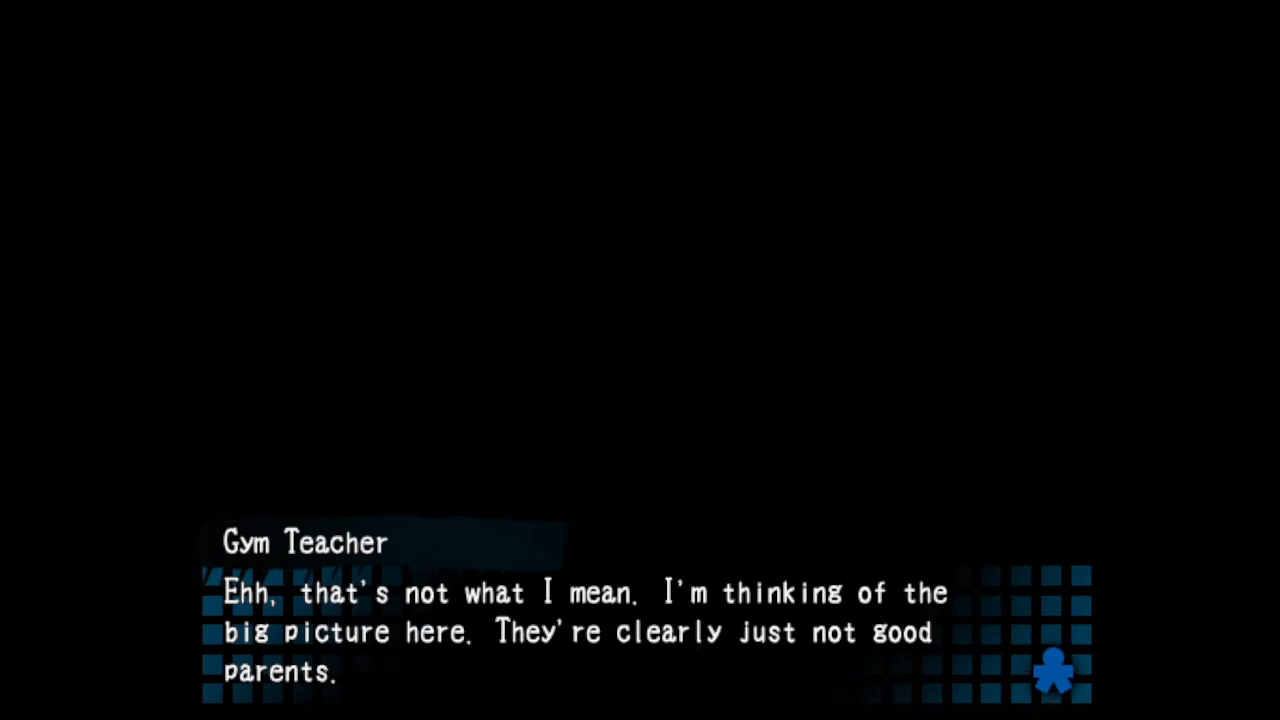 Gym Teacher
Ehh, that's not what I mean. I'm thinking of the
big picture here. They're clearly just not good
parents.